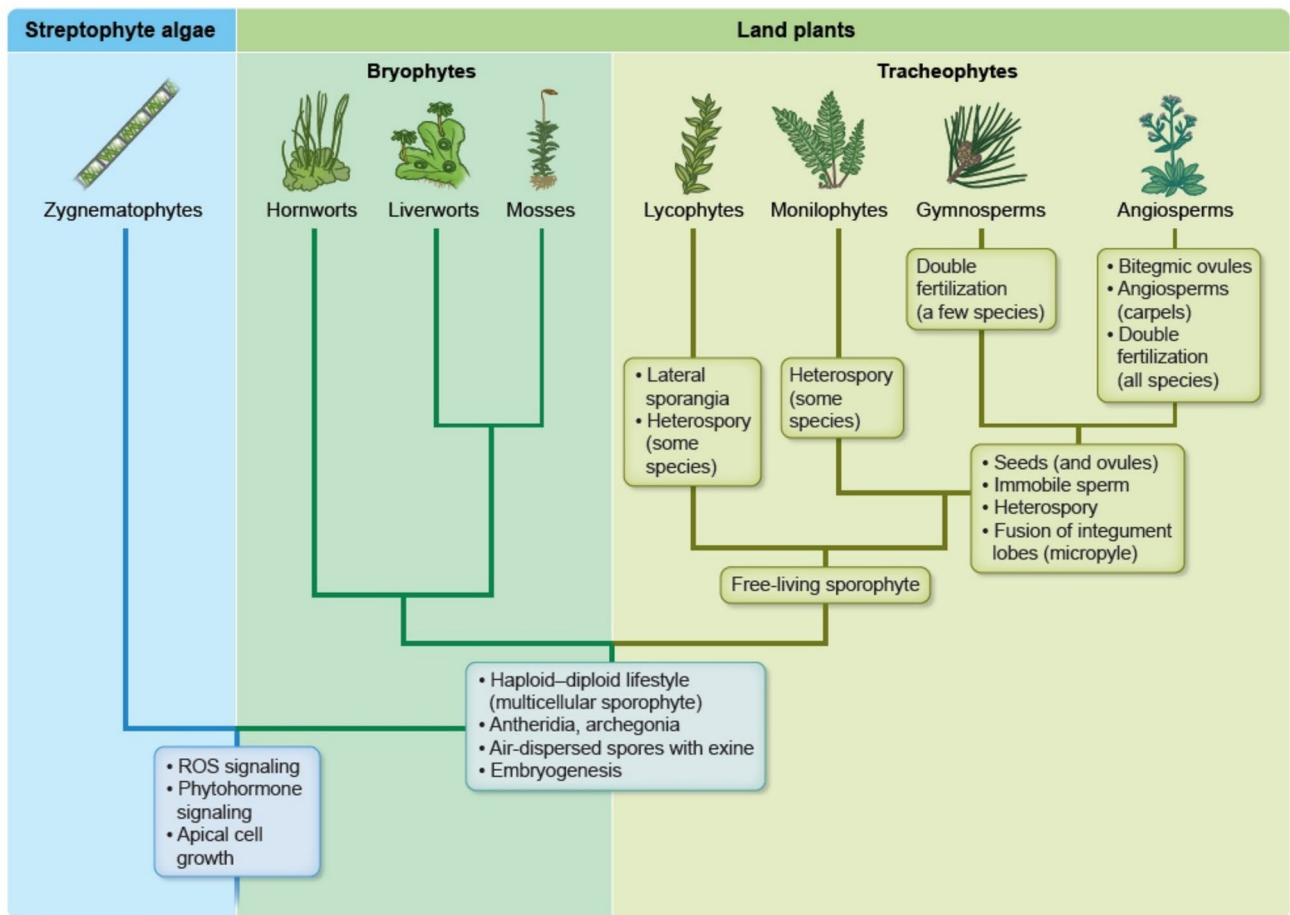 Streptophyte algae
Land plants
Bryophytes
Tracheophytes
Zygnematophytes
Hornworts
Liverworts
Mosses
Lycophytes
Monilophytes
Gymnosperms
Angiosperms
Double
fertilization
(a few species)
• Bitegmic ovules
• Angiosperms
(carpels)
• Double
fertilization
(all species)
• Lateral
sporangia
• Heterospory
(some
species)
Heterospory
(some
species)
• Seeds (and ovules)
• Immobile sperm
• Heterospory
• Fusion of integument
lobes (micropyle)
Free-living sporophyte
• Haploid–diploid lifestyle
(multicellular sporophyte)
• Antheridia, archegonia
• Air-dispersed spores with exine
• Embryogenesis
• ROS signaling
• Phytohormone
signaling
• Apical cell
growth